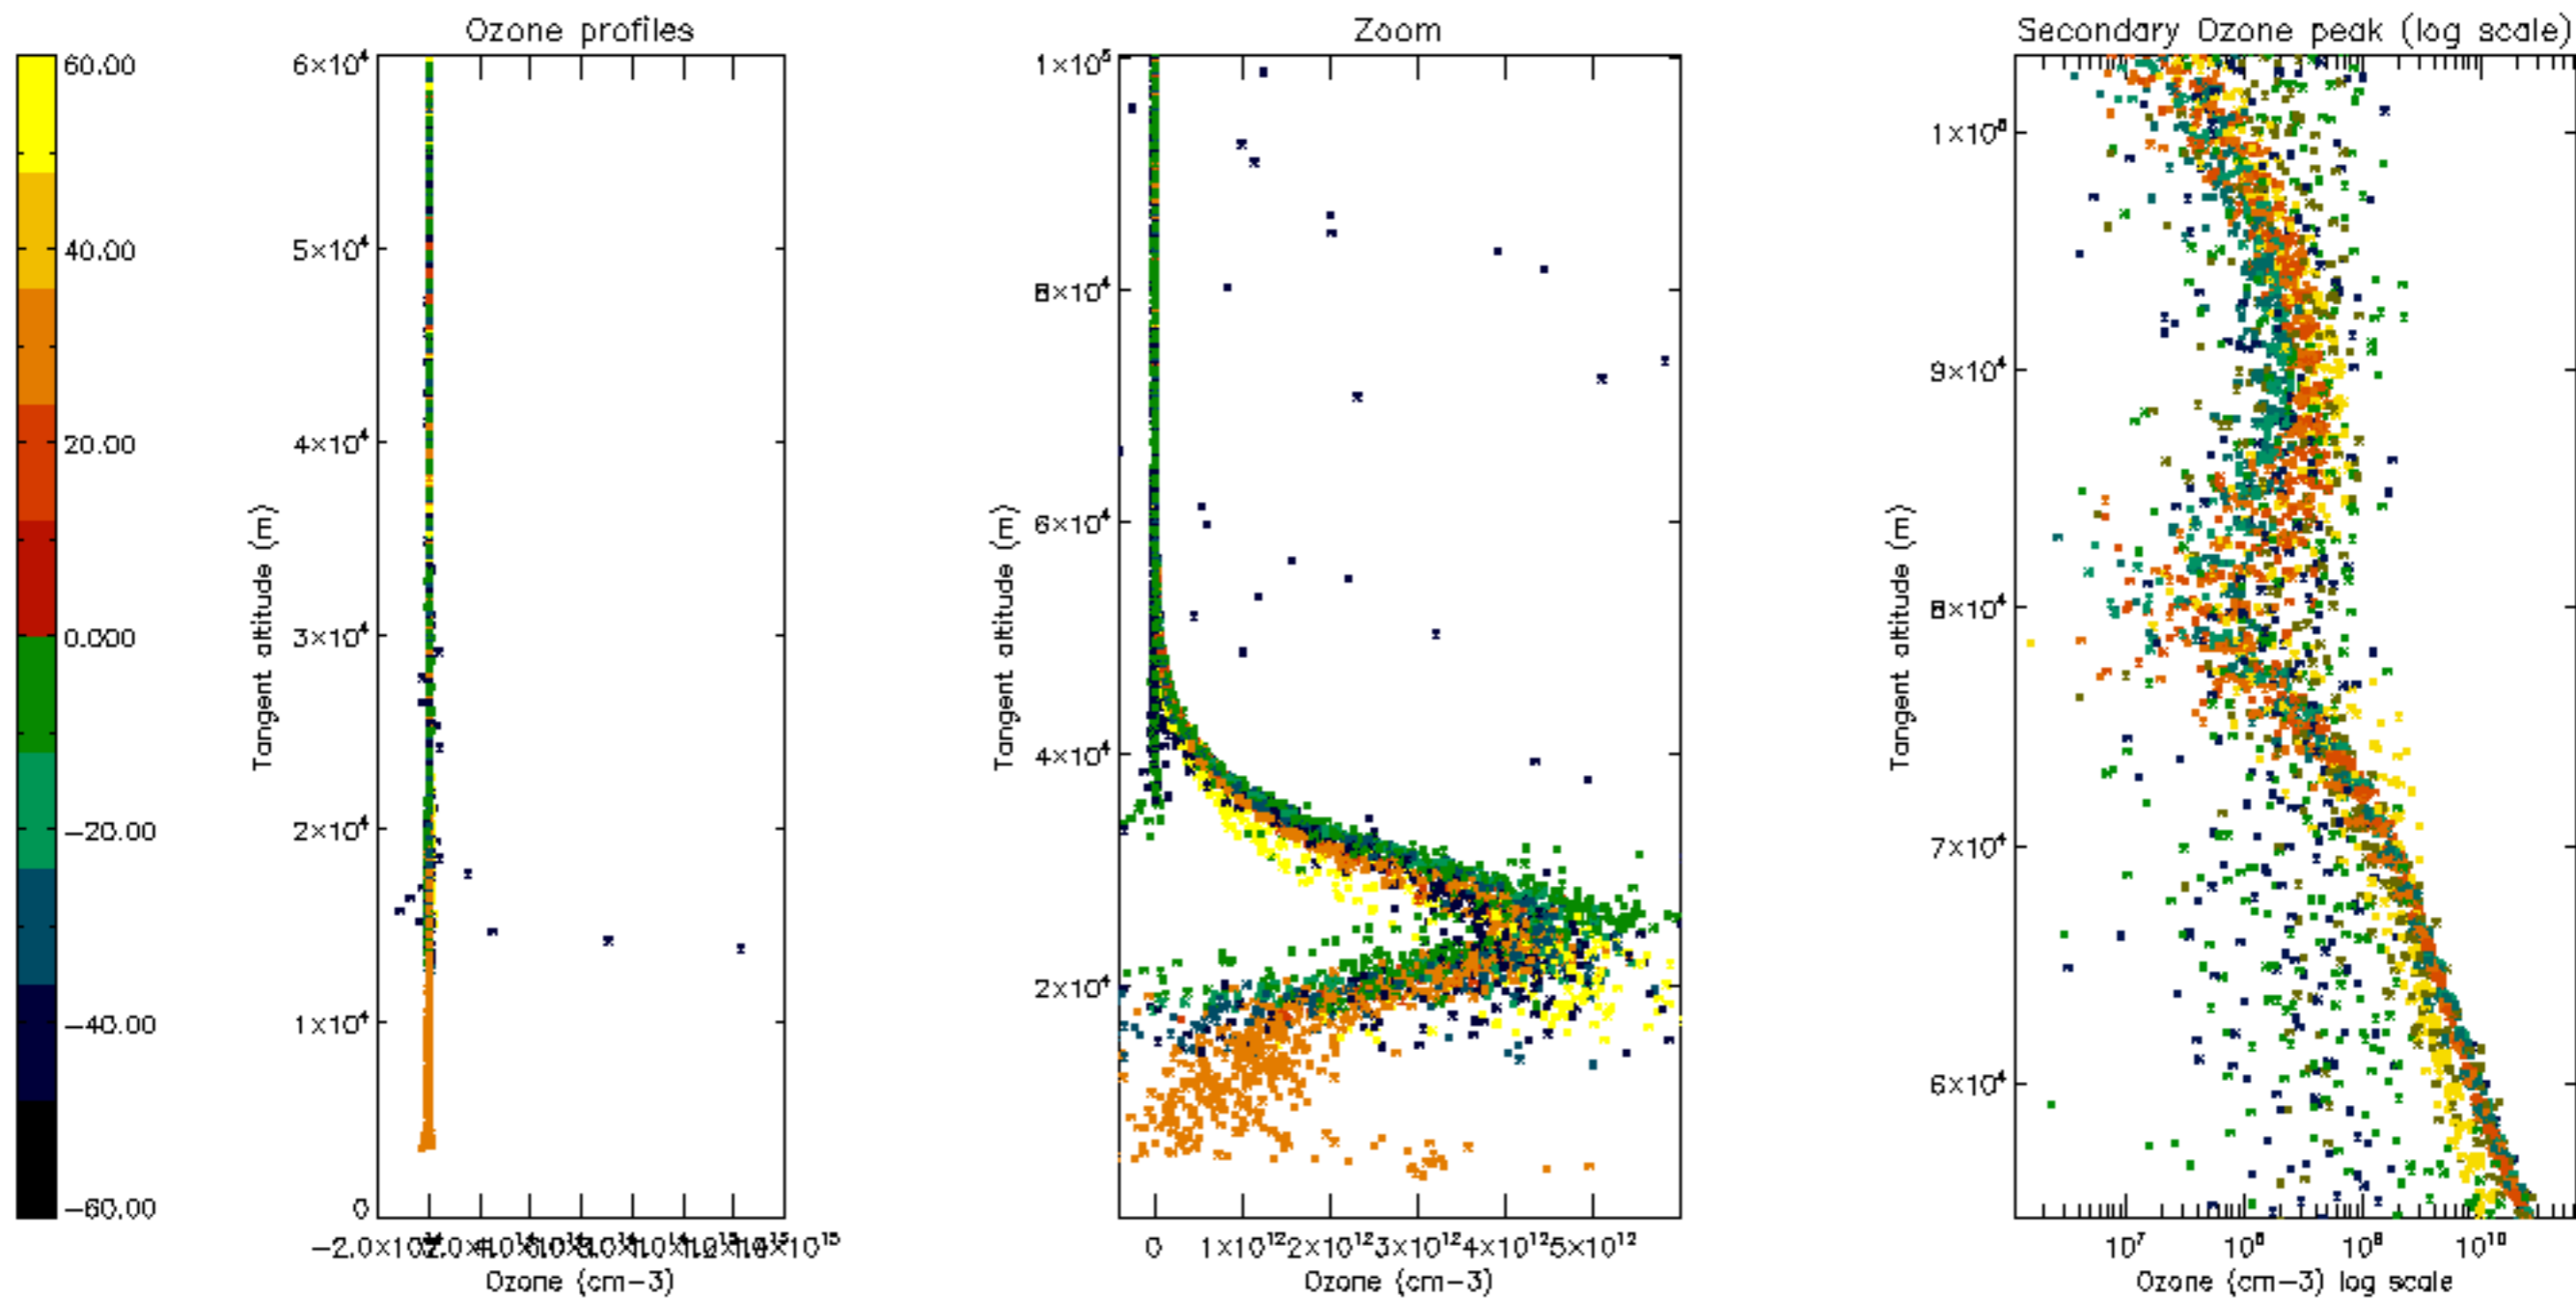 Ozone profiles
Zoom
Secondary Ozone peak (log scale)
60.00
40.00
20.00
0.000
-20.00
-40.00
-60.00
6×10⁴
5×10⁴
4×10⁴
3×10⁴
2×10⁴
1×10⁴
0
Tangent altitude (m)
Ozone (cm-3)
1×10⁵
8×10⁴
6×10⁴
4×10⁴
2×10⁴
Tangent altitude (m)
0 1×10¹² 2×10¹² 3×10¹² 4×10¹² 5×10¹²
Ozone (cm-3)
9×10⁴
8×10⁴
7×10⁴
6×10⁴
Tangent altitude (m)
10⁷ 10⁸ 10⁹ 10¹⁰
Ozone (cm-3) log scale